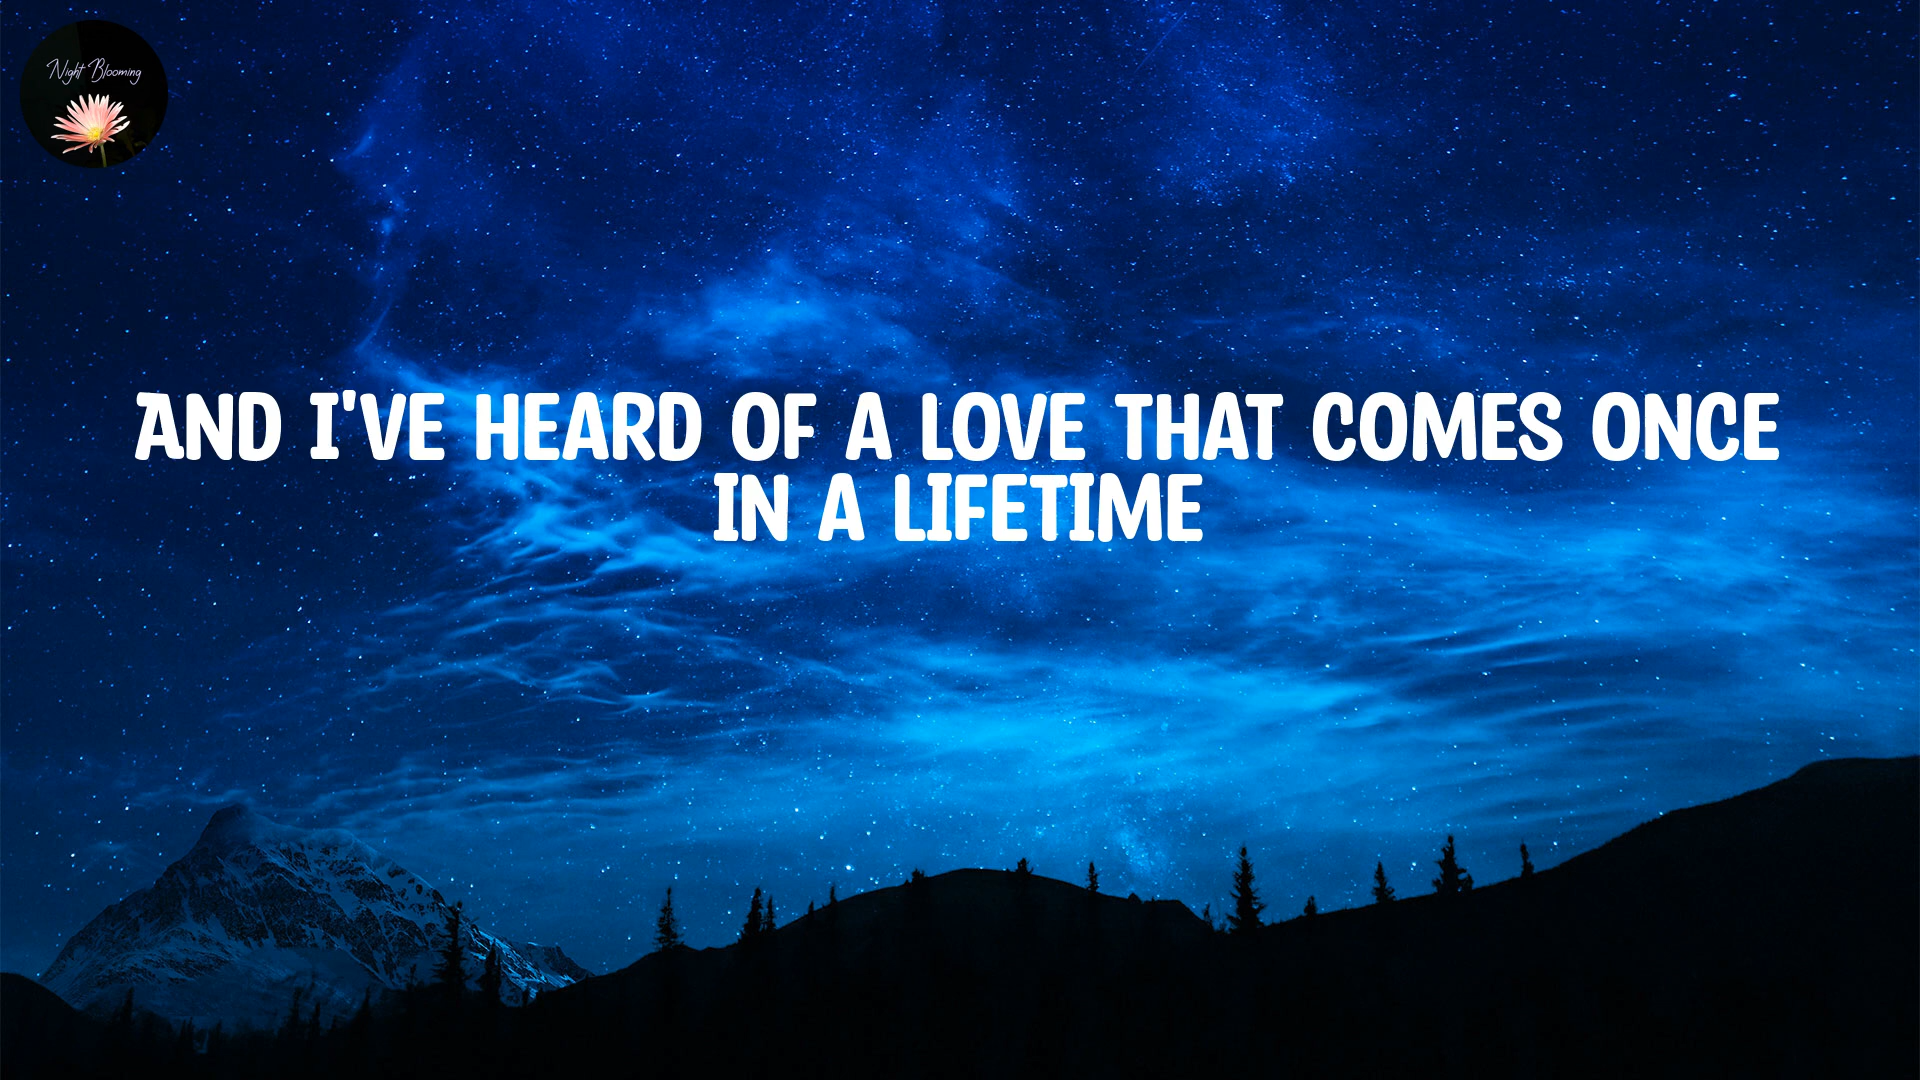 Night Blooming
AND I'VE HEARD OF A LOVE THAT COMES ONCE
IN A LIFETIME